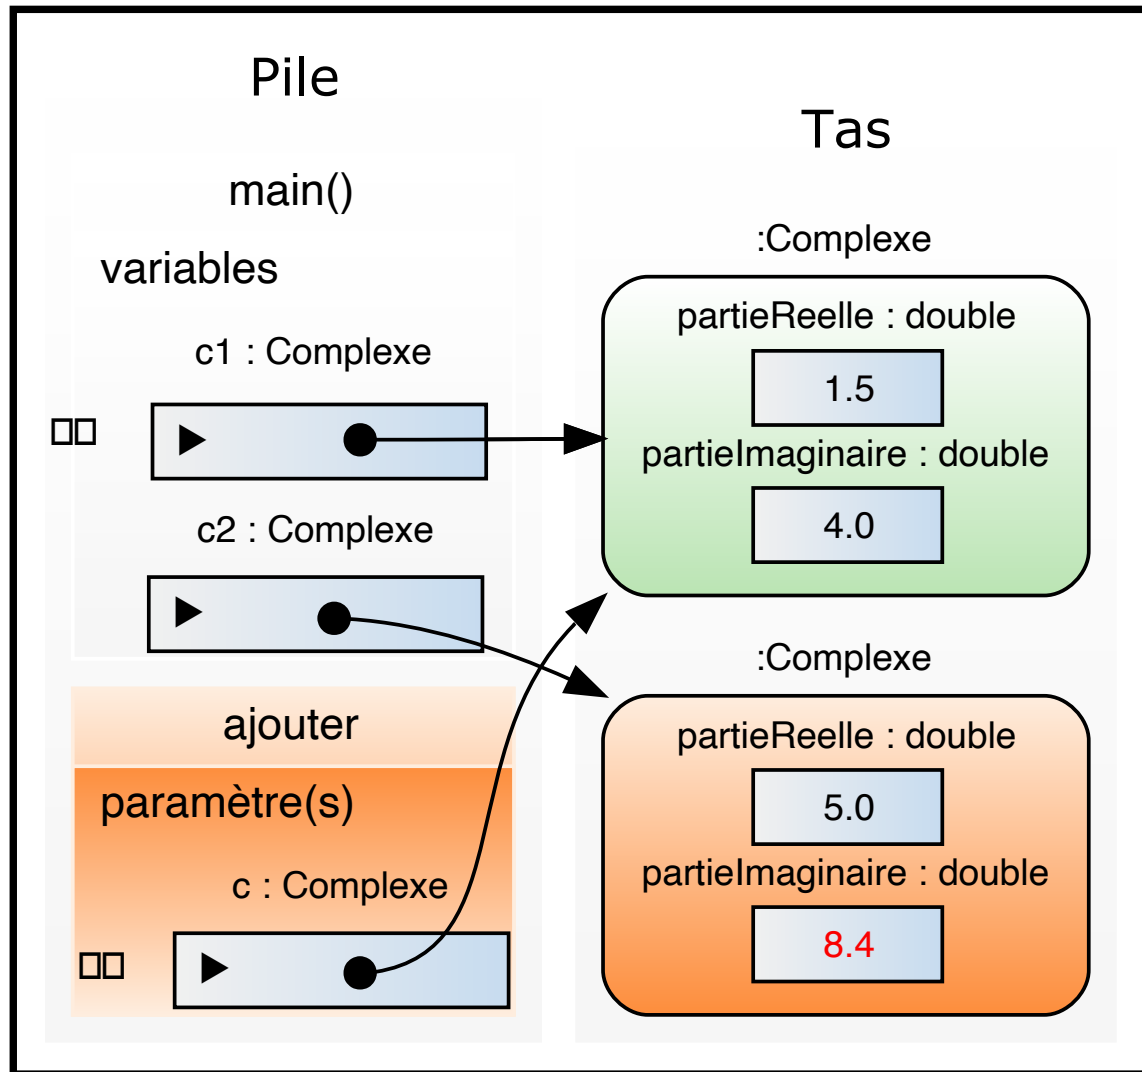 Pile
main()
variables
c1 : Complexe
c2 : Complexe
ajouter
paramètre(s)
c : Complexe
Tas
:Complexe
partieReelle : double
1.5
partieImaginaire : double
4.0
:Complexe
partieReelle : double
5.0
partieImaginaire : double
8.4